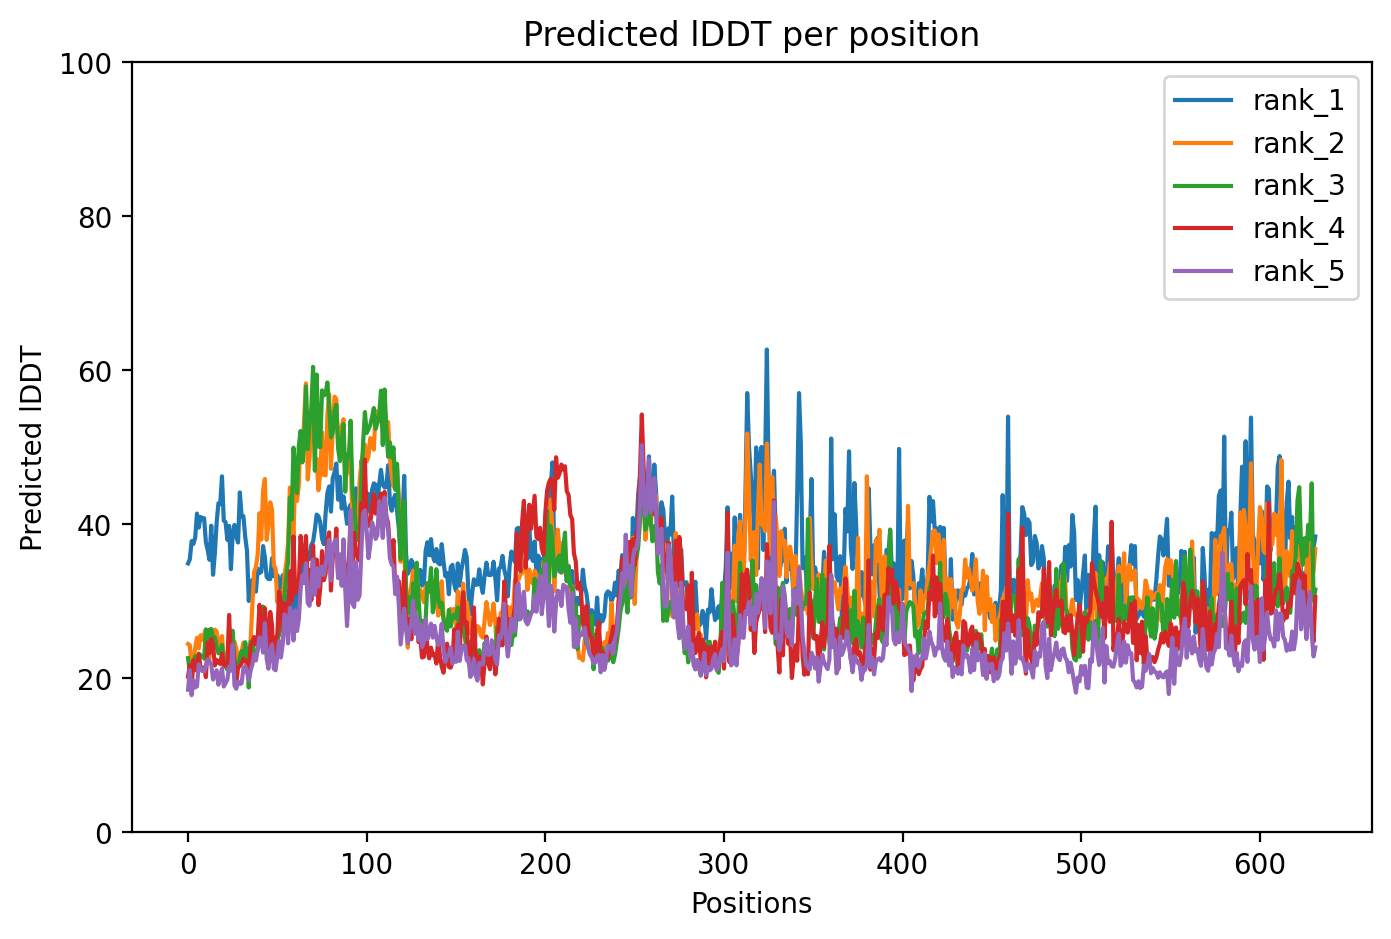 Predicted lDDT per position
100
80
60
40
20
0
Predicted lDDT
rank_1
rank_2
rank_3
rank_4
rank_5
0 100 200 300 400 500 600
Positions